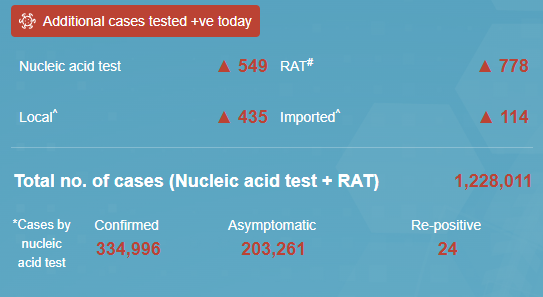 Additional cases tested +ve today
Nucleic acid test ▲ 549 RAT# ▲ 778
Local^ ▲ 435 Imported^ ▲ 114
Total no. of cases (Nucleic acid test + RAT) 1,228,011
*Cases by nucleic acid test
Confirmed Asymptomatic Re-positive
334,996 203,261 24